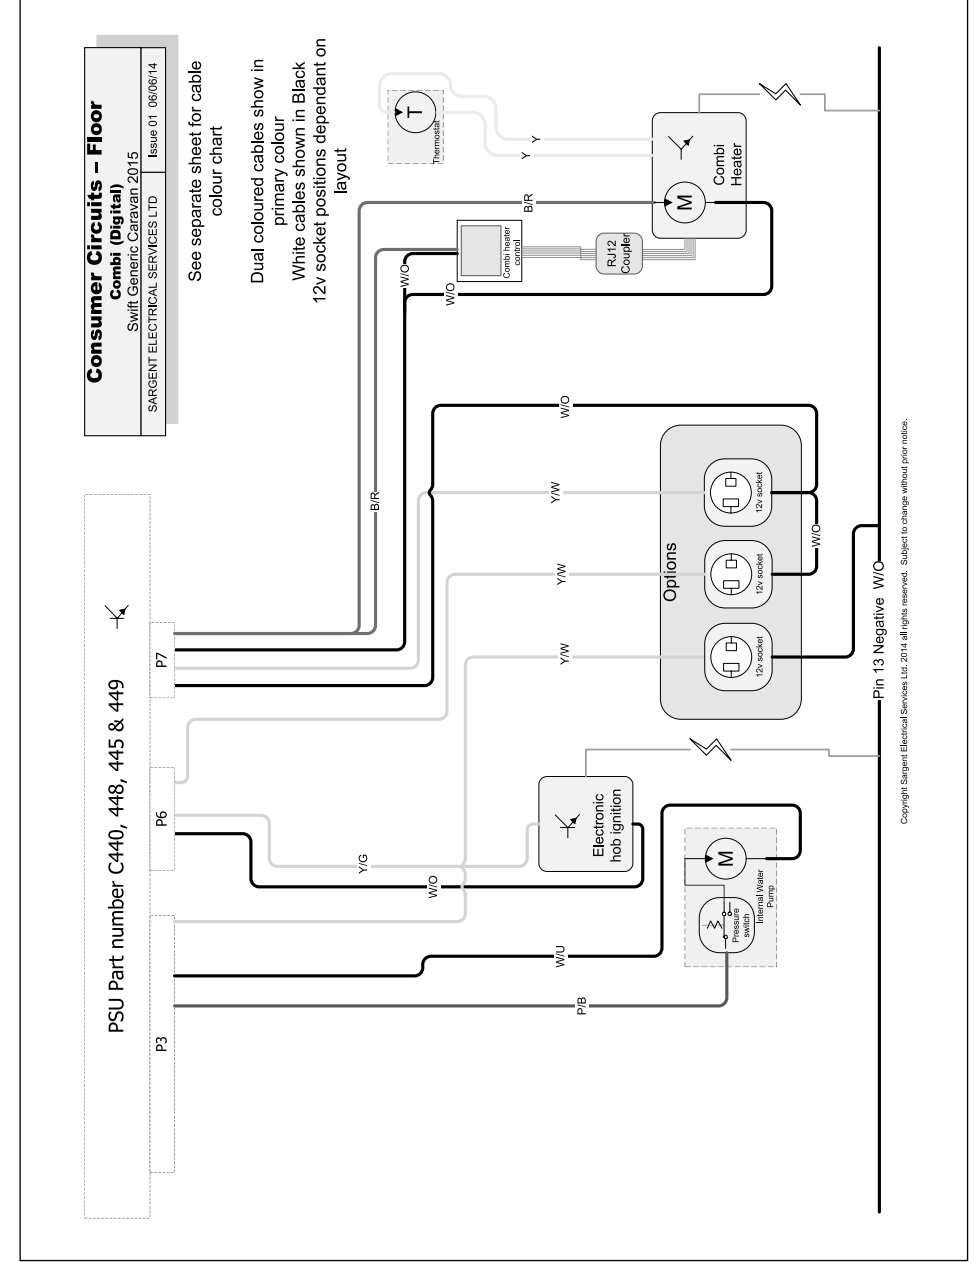 Consumer Circuits – Floor
Combi (Digital)
Swift Generic Caravan 2015
SARGENT ELECTRICAL SERVICES LTD
Issue 01 06/06/14
See separate sheet for cable
colour chart
Dual coloured cables show in
primary colour
White cables shown in Black
12v socket positions dependant on
layout
PSU Part number C440, 448, 445 & 449
P3
P6
P7
T
Thermostat
Y
Y
B/R
B/R
W/O
W/O
Combi heater
control
RJ12
Coupler
M
Combi
Heater
W/O
Y/W
Y/W
Y/W
W/O
Options
12v socket
12v socket
12v socket
Y/G
W/O
Electronic
hob ignition
W/U
P/B
M
Pressure
switch
Internal Water
Pump
Pin 13 Negative W/O
Copyright Sargent Electrical Services Ltd. 2014 all rights reserved. Subject to change without prior notice.